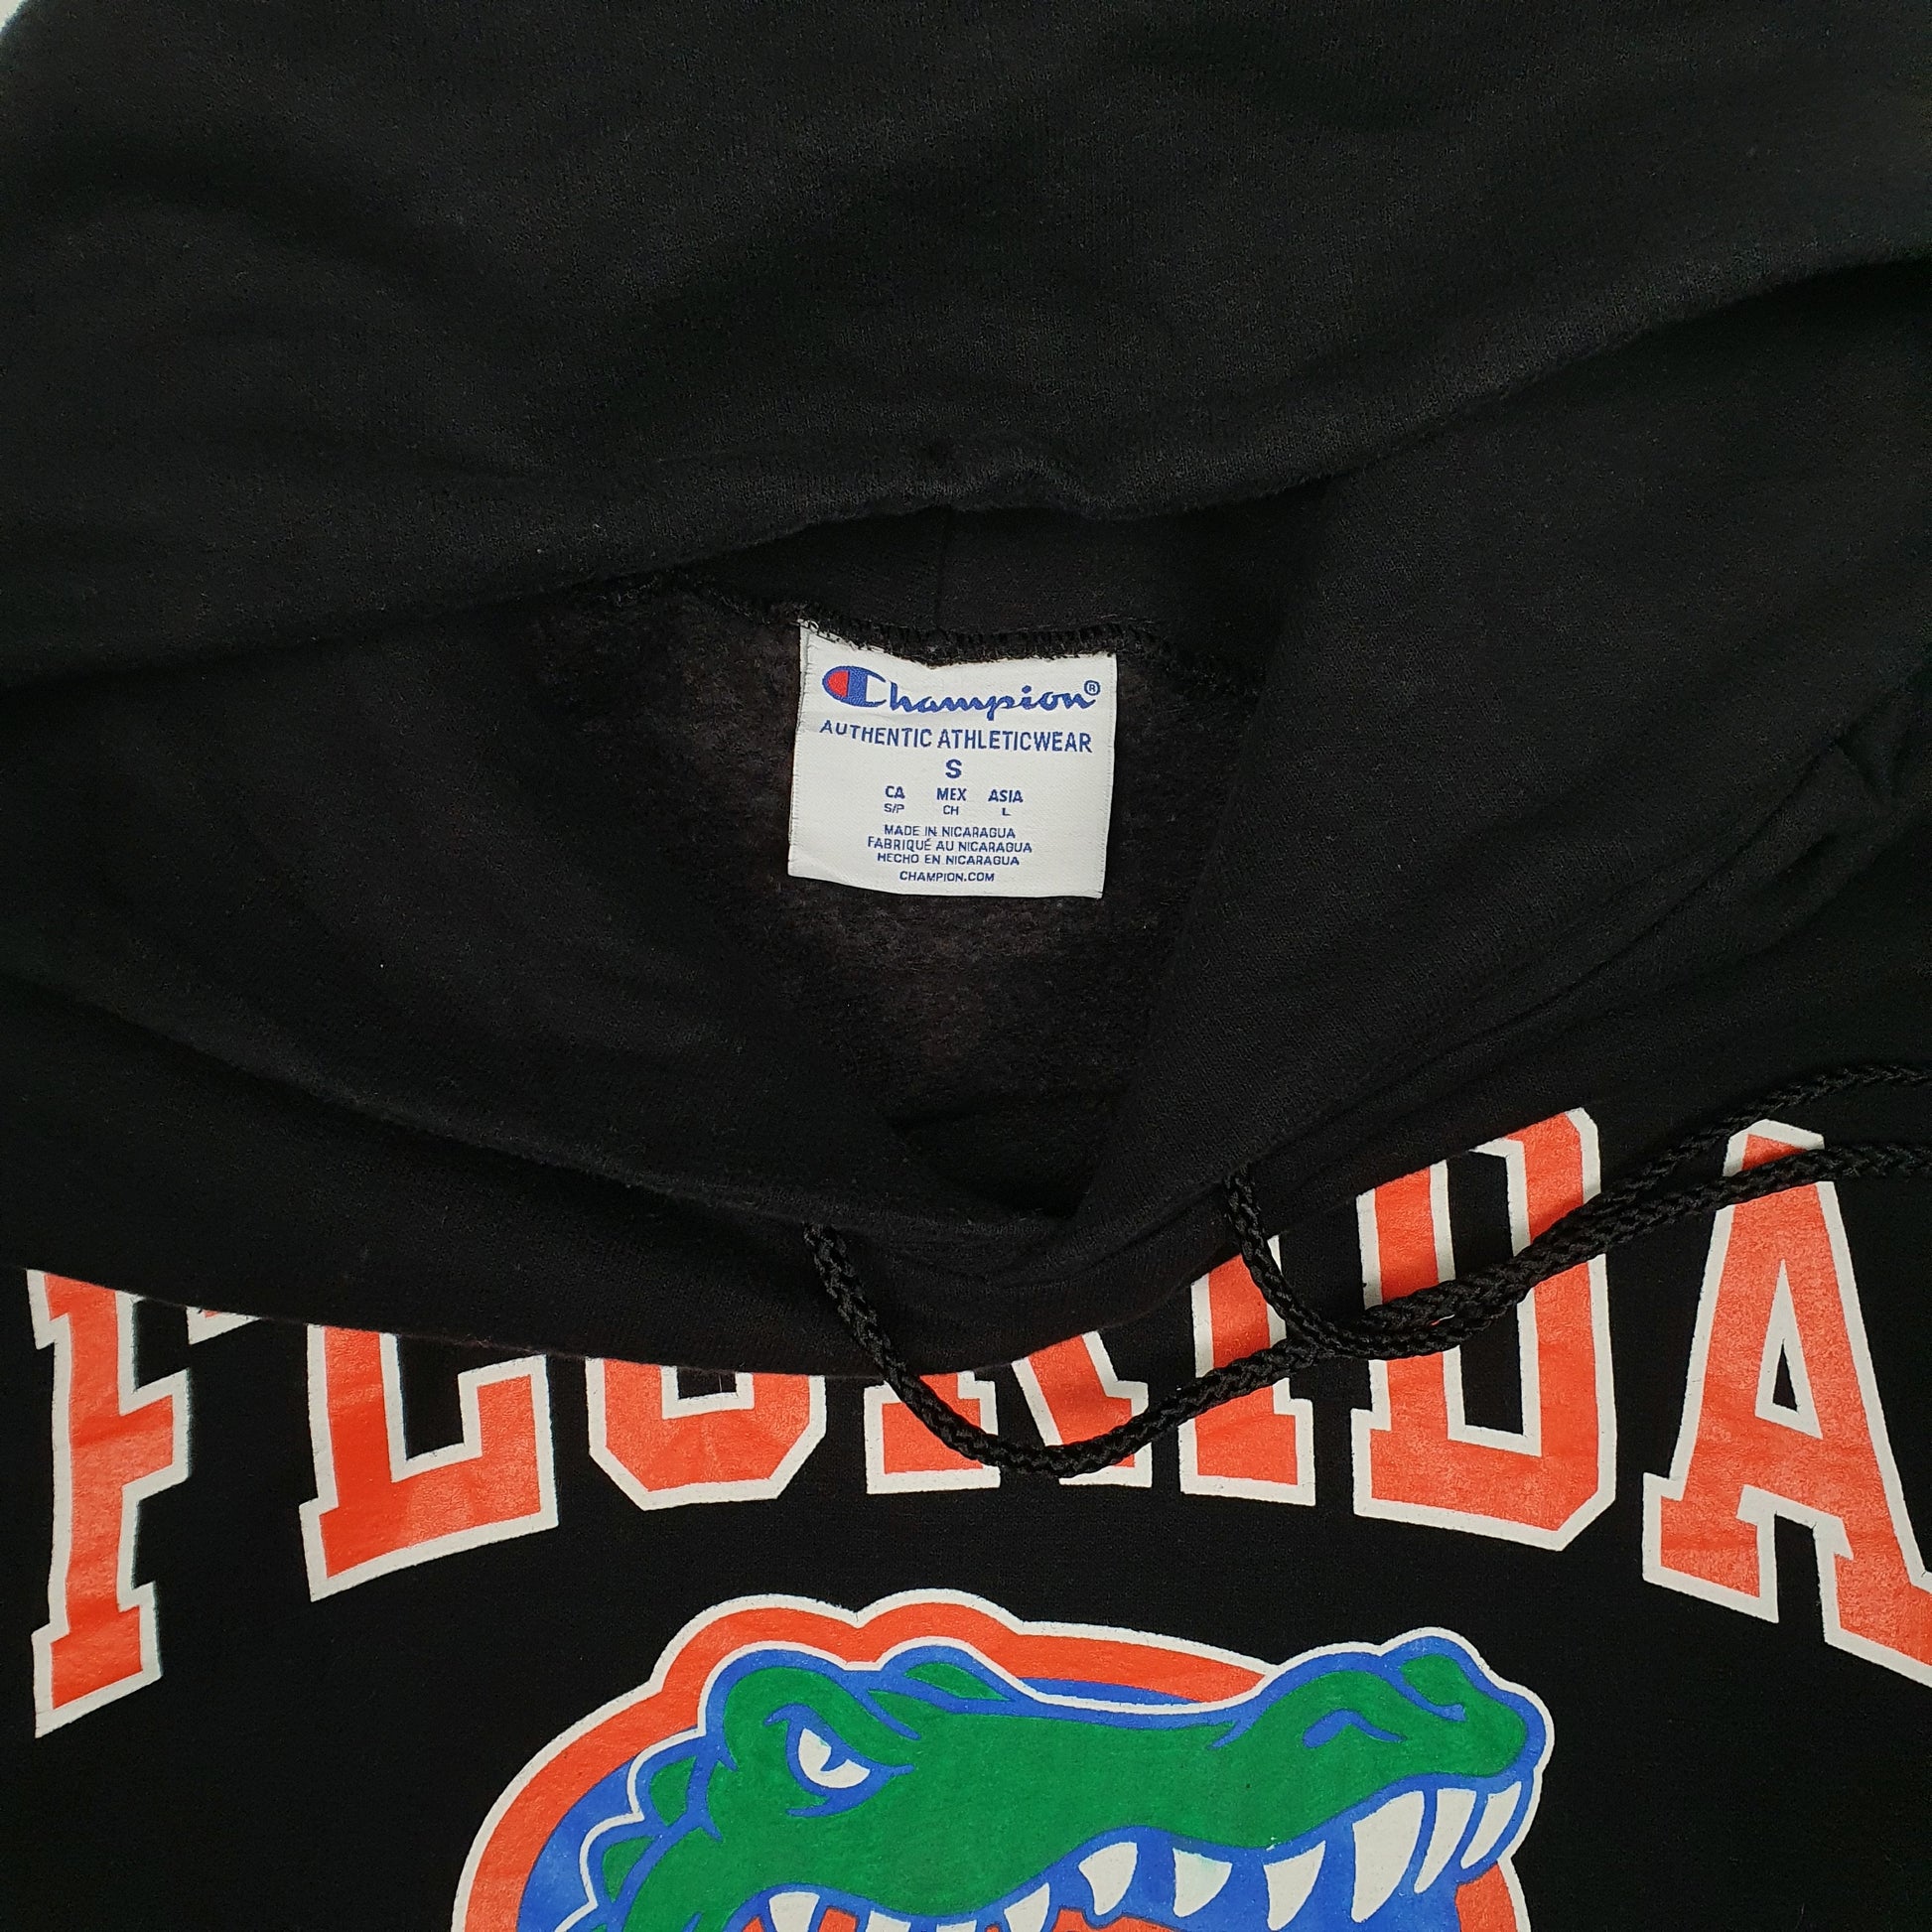 Champion®
AUTHENTIC ATHLETICWEAR
S
CA MEX ASIA
S/P CH L
MADE IN NICARAGUA
FABRIQUÉ AU NICARAGUA
HECHO EN NICARAGUA
CHAMPION.COM
FLORIDA